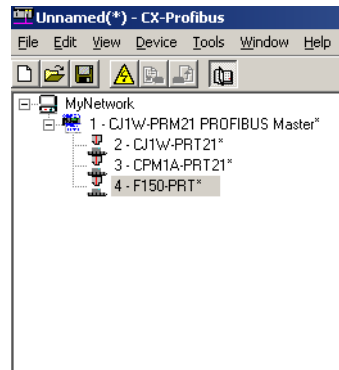 Unnamed(*) - CX-Profibus
File Edit View Device Tools Window Help
MyNetwork
1 - CJ1W-PRM21 PROFIBUS Master*
2 - CJ1W-PRT21*
3 - CPM1A-PRT21*
4 - F150-PRT*